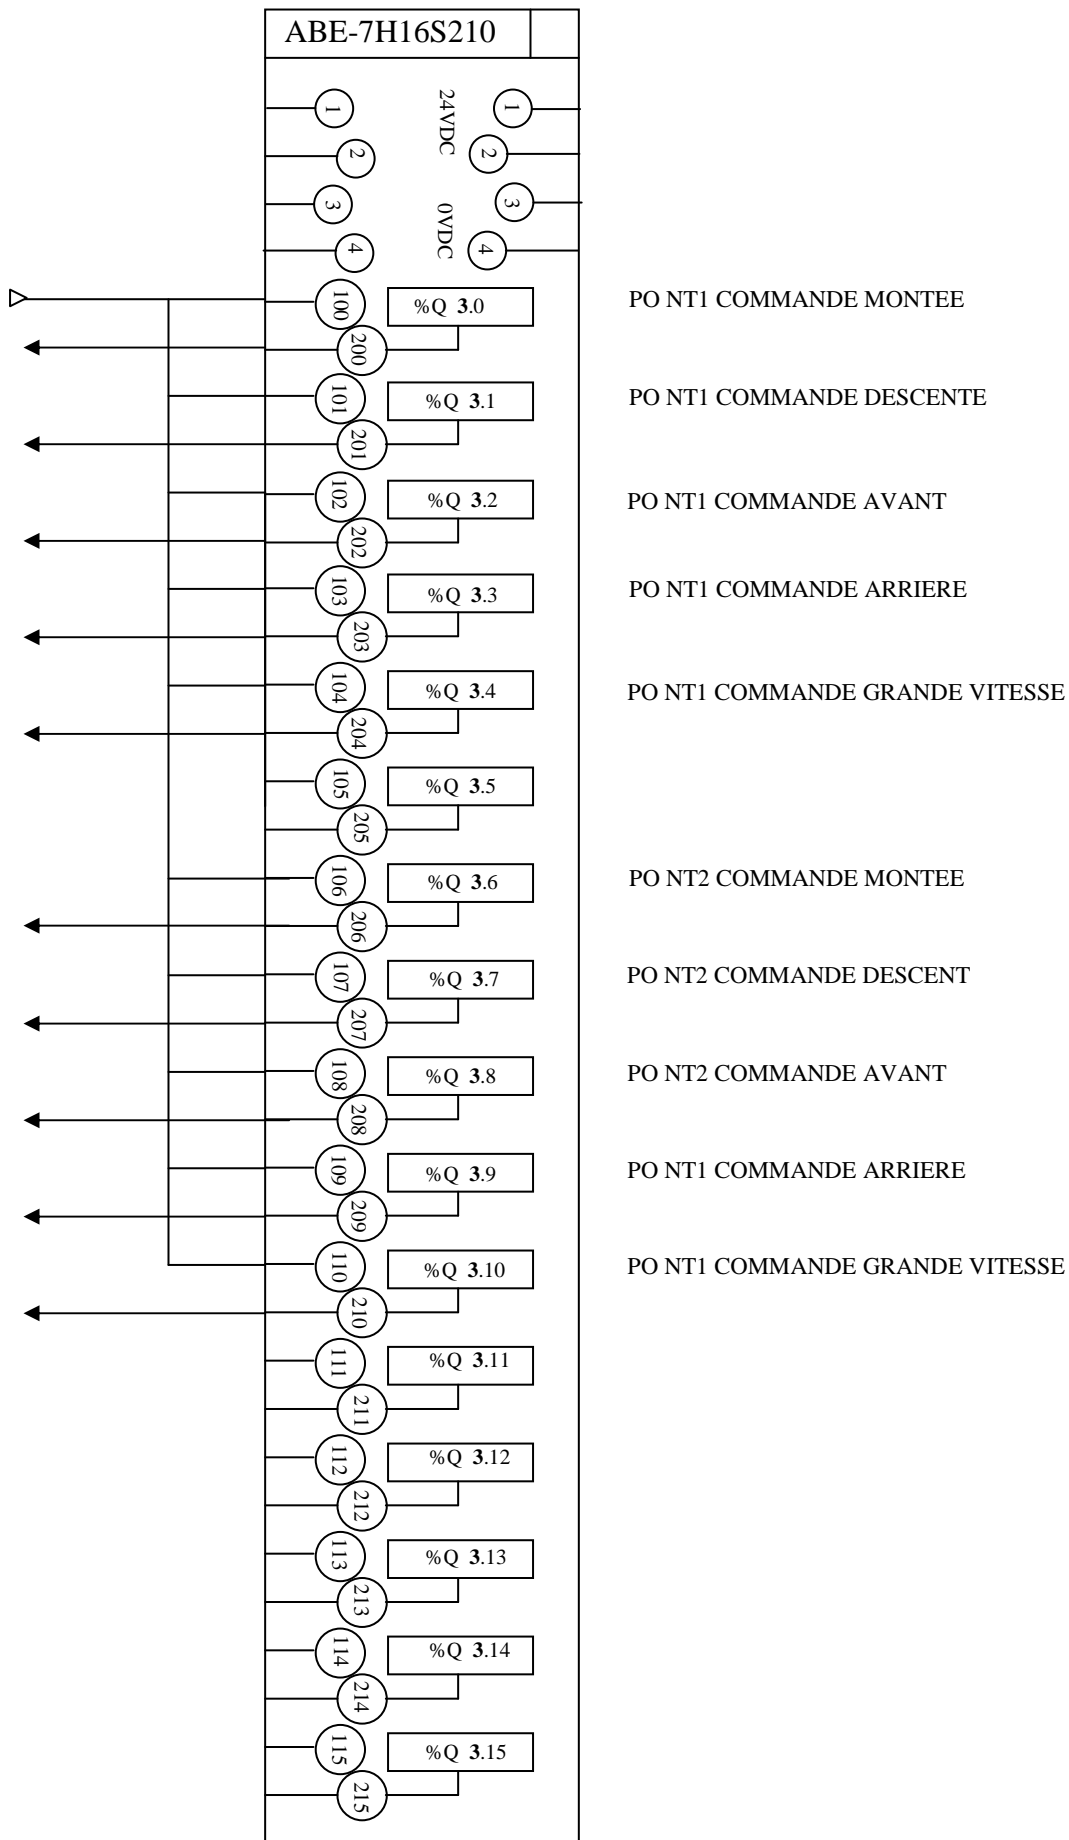 ABE-7H16S210
1 24VDC 1
2 2
3 0VDC 3
4 4
100 %Q 3.0 PO NT1 COMMANDE MONTEE
200
101 %Q 3.1 PO NT1 COMMANDE DESCENTE
201
102 %Q 3.2 PO NT1 COMMANDE AVANT
202
103 %Q 3.3 PO NT1 COMMANDE ARRIERE
203
104 %Q 3.4 PO NT1 COMMANDE GRANDE VITESSE
204
105 %Q 3.5
205
106 %Q 3.6 PO NT2 COMMANDE MONTEE
206
107 %Q 3.7 PO NT2 COMMANDE DESCENT
207
108 %Q 3.8 PO NT2 COMMANDE AVANT
208
109 %Q 3.9 PO NT1 COMMANDE ARRIERE
209
110 %Q 3.10 PO NT1 COMMANDE GRANDE VITESSE
210
111 %Q 3.11
211
112 %Q 3.12
212
113 %Q 3.13
213
114 %Q 3.14
214
115 %Q 3.15
215